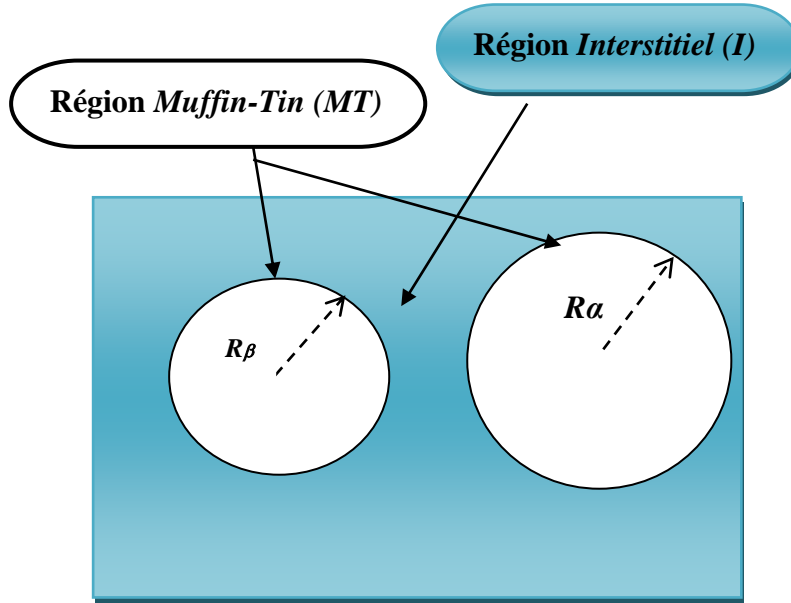 Région Interstitiel (I)
Région Muffin-Tin (MT)
Rα
Rβ